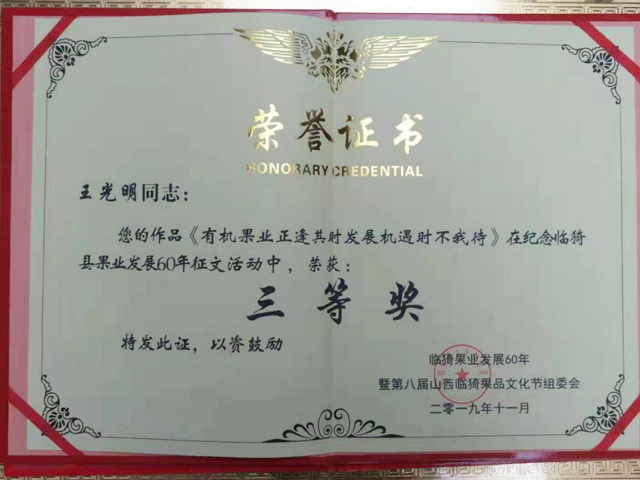 荣誉证书
HONORARY CREDENTIAL
王光明同志：
您的作品《有机果业正逢其时发展机遇时不我待》在纪念临猗
县果业发展60年征文活动中，荣获：
三等奖
特发此证，以资鼓励
临猗果业发展60年
暨第八届山西临猗果品文化节组委会
二零一九年十一月